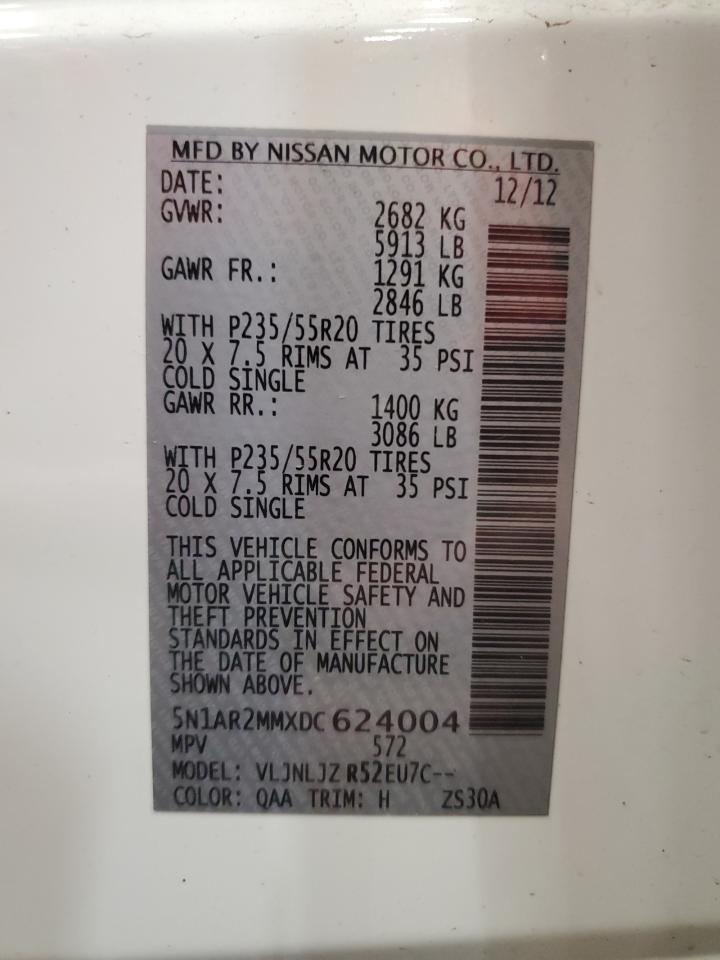 MFD BY NISSAN MOTOR CO., LTD.
DATE: 12/12
GVWR: 2682 KG
5913 LB
GAWR FR.: 1291 KG
2846 LB
WITH P235/55R20 TIRES
20 X 7.5 RIMS AT 35 PSI
COLD SINGLE
GAWR RR.: 1400 KG
3086 LB
WITH P235/55R20 TIRES
20 X 7.5 RIMS AT 35 PSI
COLD SINGLE
THIS VEHICLE CONFORMS TO
ALL APPLICABLE FEDERAL
MOTOR VEHICLE SAFETY AND
THEFT PREVENTION
STANDARDS IN EFFECT ON
THE DATE OF MANUFACTURE
SHOWN ABOVE.
5N1AR2MMXDC624004
MPV 572
MODEL: VLJNLJZ R52EU7C--
COLOR: QAA TRIM: H ZS30A